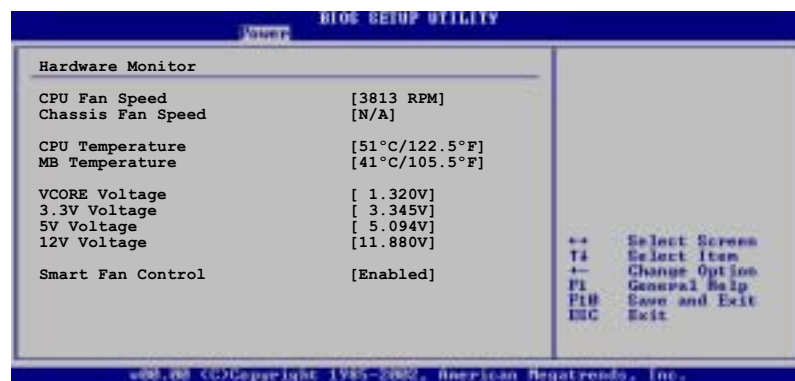 BIOS SETUP UTILITY
Power
Hardware Monitor
CPU Fan Speed [3813 RPM]
Chassis Fan Speed [N/A]
CPU Temperature [51°C/122.5°F]
MB Temperature [41°C/105.5°F]
VCORE Voltage [ 1.320V]
3.3V Voltage [ 3.345V]
5V Voltage [ 5.094V]
12V Voltage [11.880V]
Smart Fan Control [Enabled]
←→ Select Screen
↑↓ Select Item
+- Change Option
F1 General Help
F10 Save and Exit
ESC Exit
v00.00 (C)Copyright 1985-2002, American Megatrends, Inc.